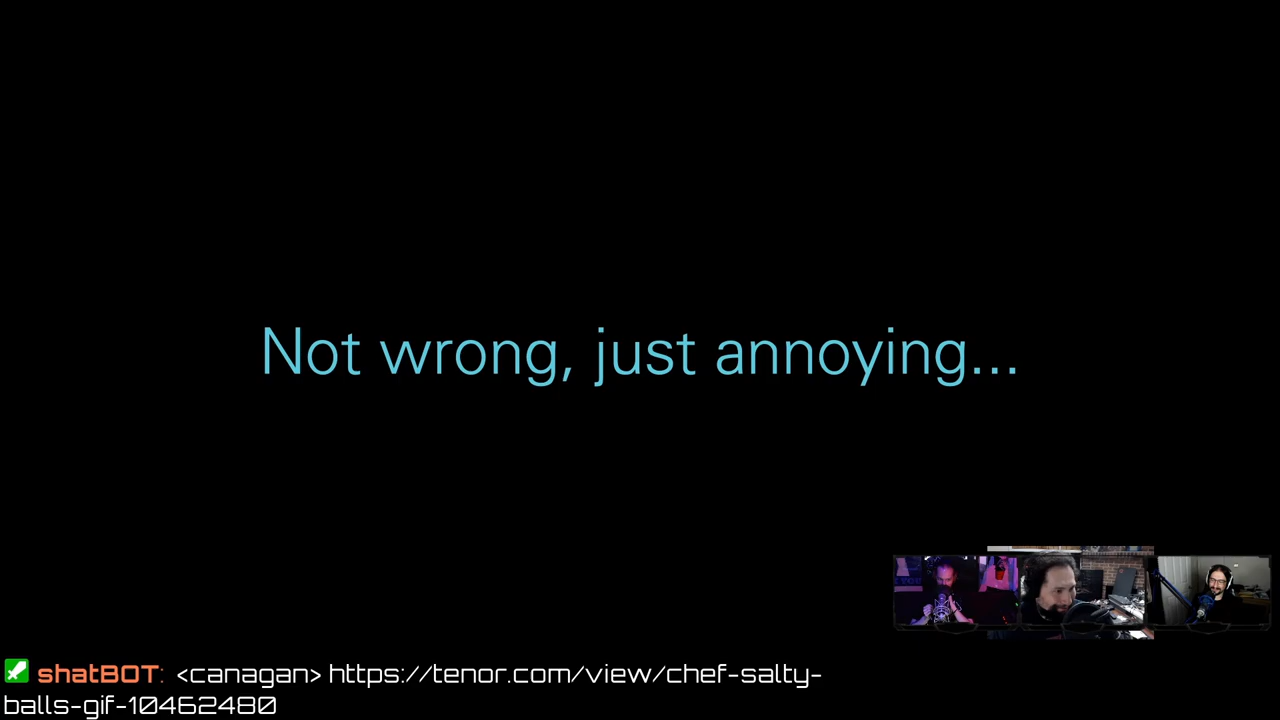 Not wrong, just annoying...
shatBOT: <canagan> https://tenor.com/view/chef-salty-
balls-gif-10462480